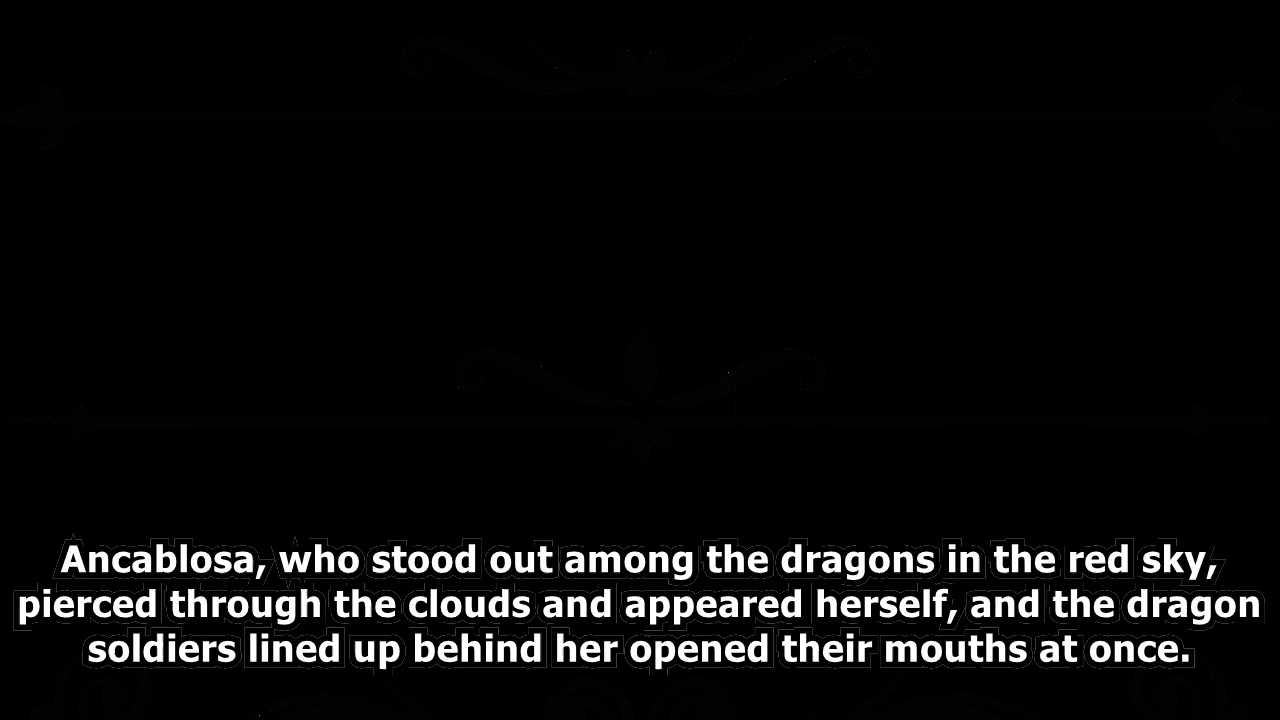 Ancablosa, who stood out among the dragons in the red sky,
pierced through the clouds and appeared herself, and the dragon
soldiers lined up behind her opened their mouths at once.